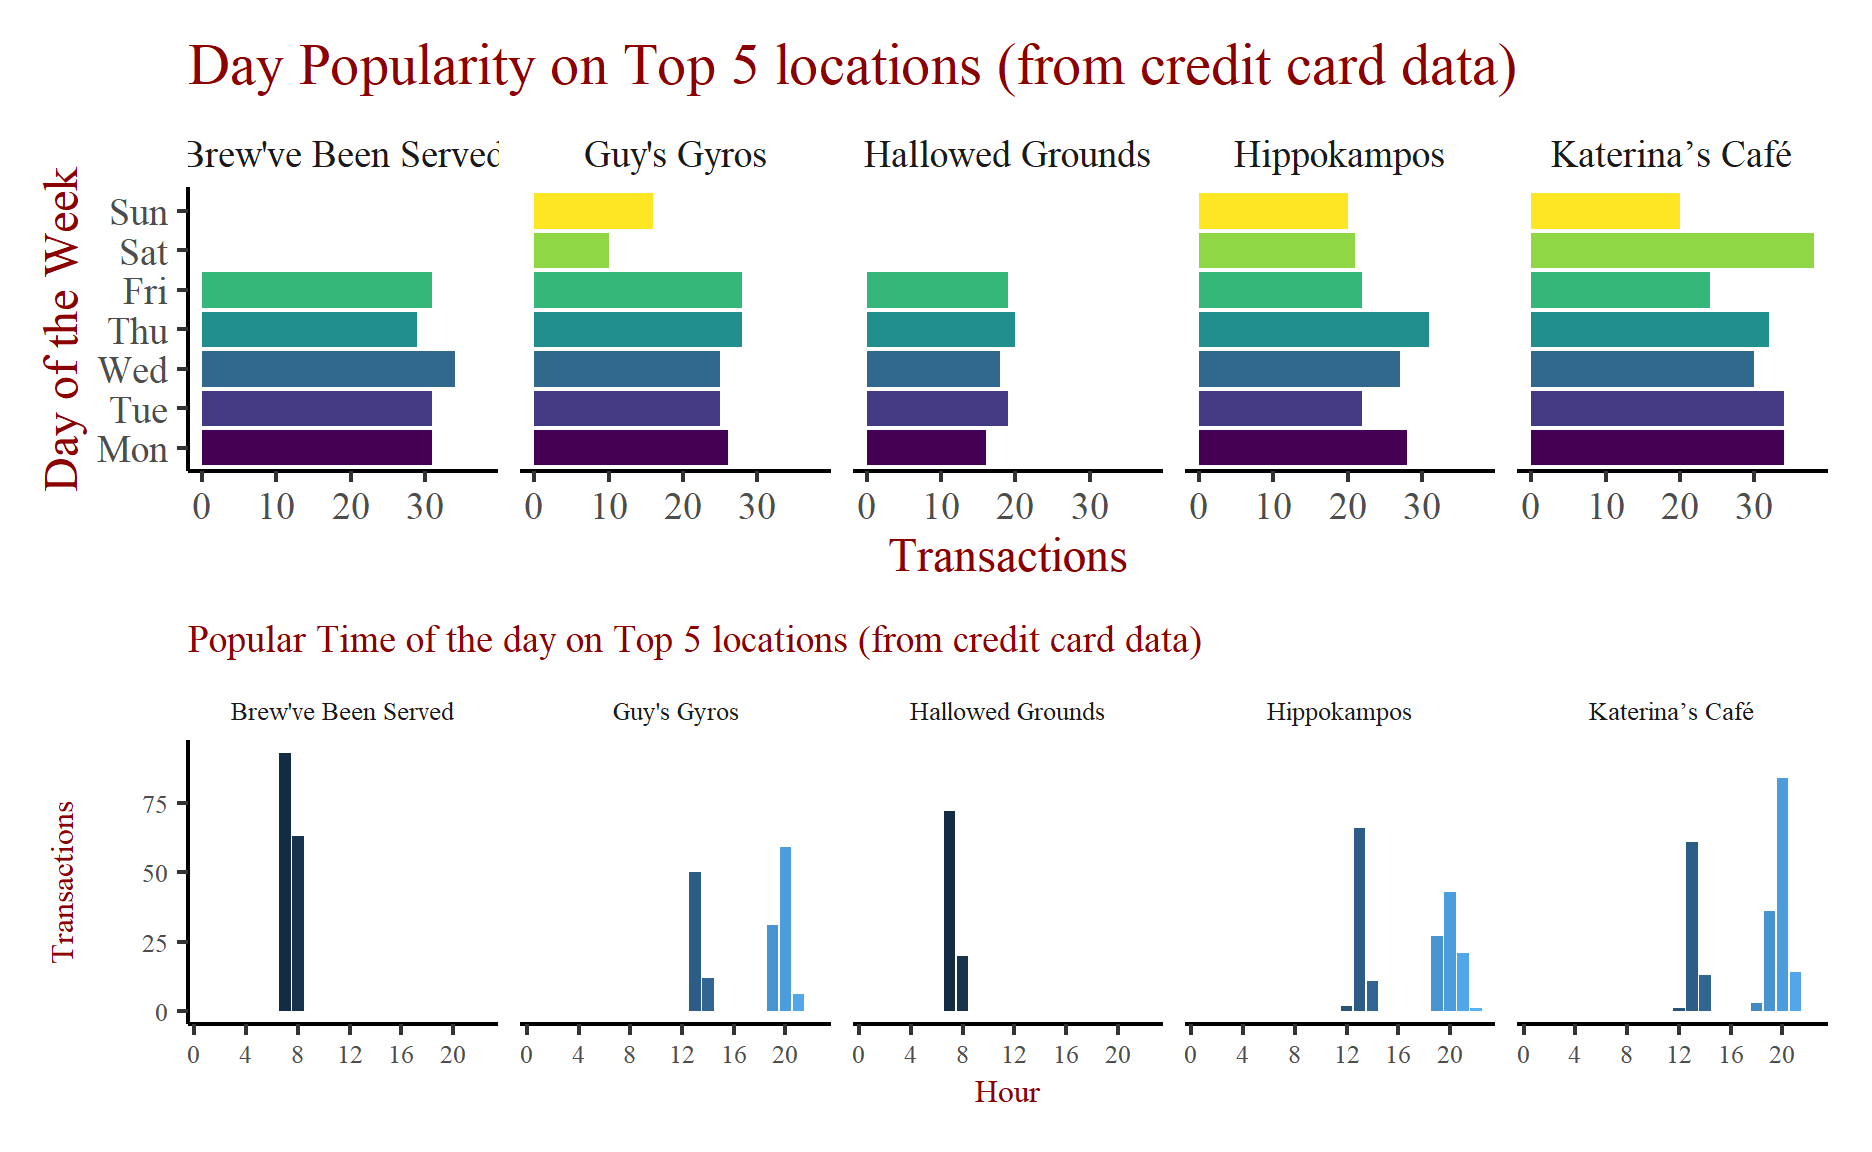 Day Popularity on Top 5 locations (from credit card data)
Brew've Been Served Guy's Gyros Hallowed Grounds Hippokampos Katerina’s Café
Day of the Week
Sun
Sat
Fri
Thu
Wed
Tue
Mon
0 10 20 30 0 10 20 30 0 10 20 30 0 10 20 30 0 10 20 30
Transactions
Popular Time of the day on Top 5 locations (from credit card data)
Brew've Been Served Guy's Gyros Hallowed Grounds Hippokampos Katerina’s Café
Transactions
75
50
25
0
0 4 8 12 16 20 0 4 8 12 16 20 0 4 8 12 16 20 0 4 8 12 16 20 0 4 8 12 16 20
Hour